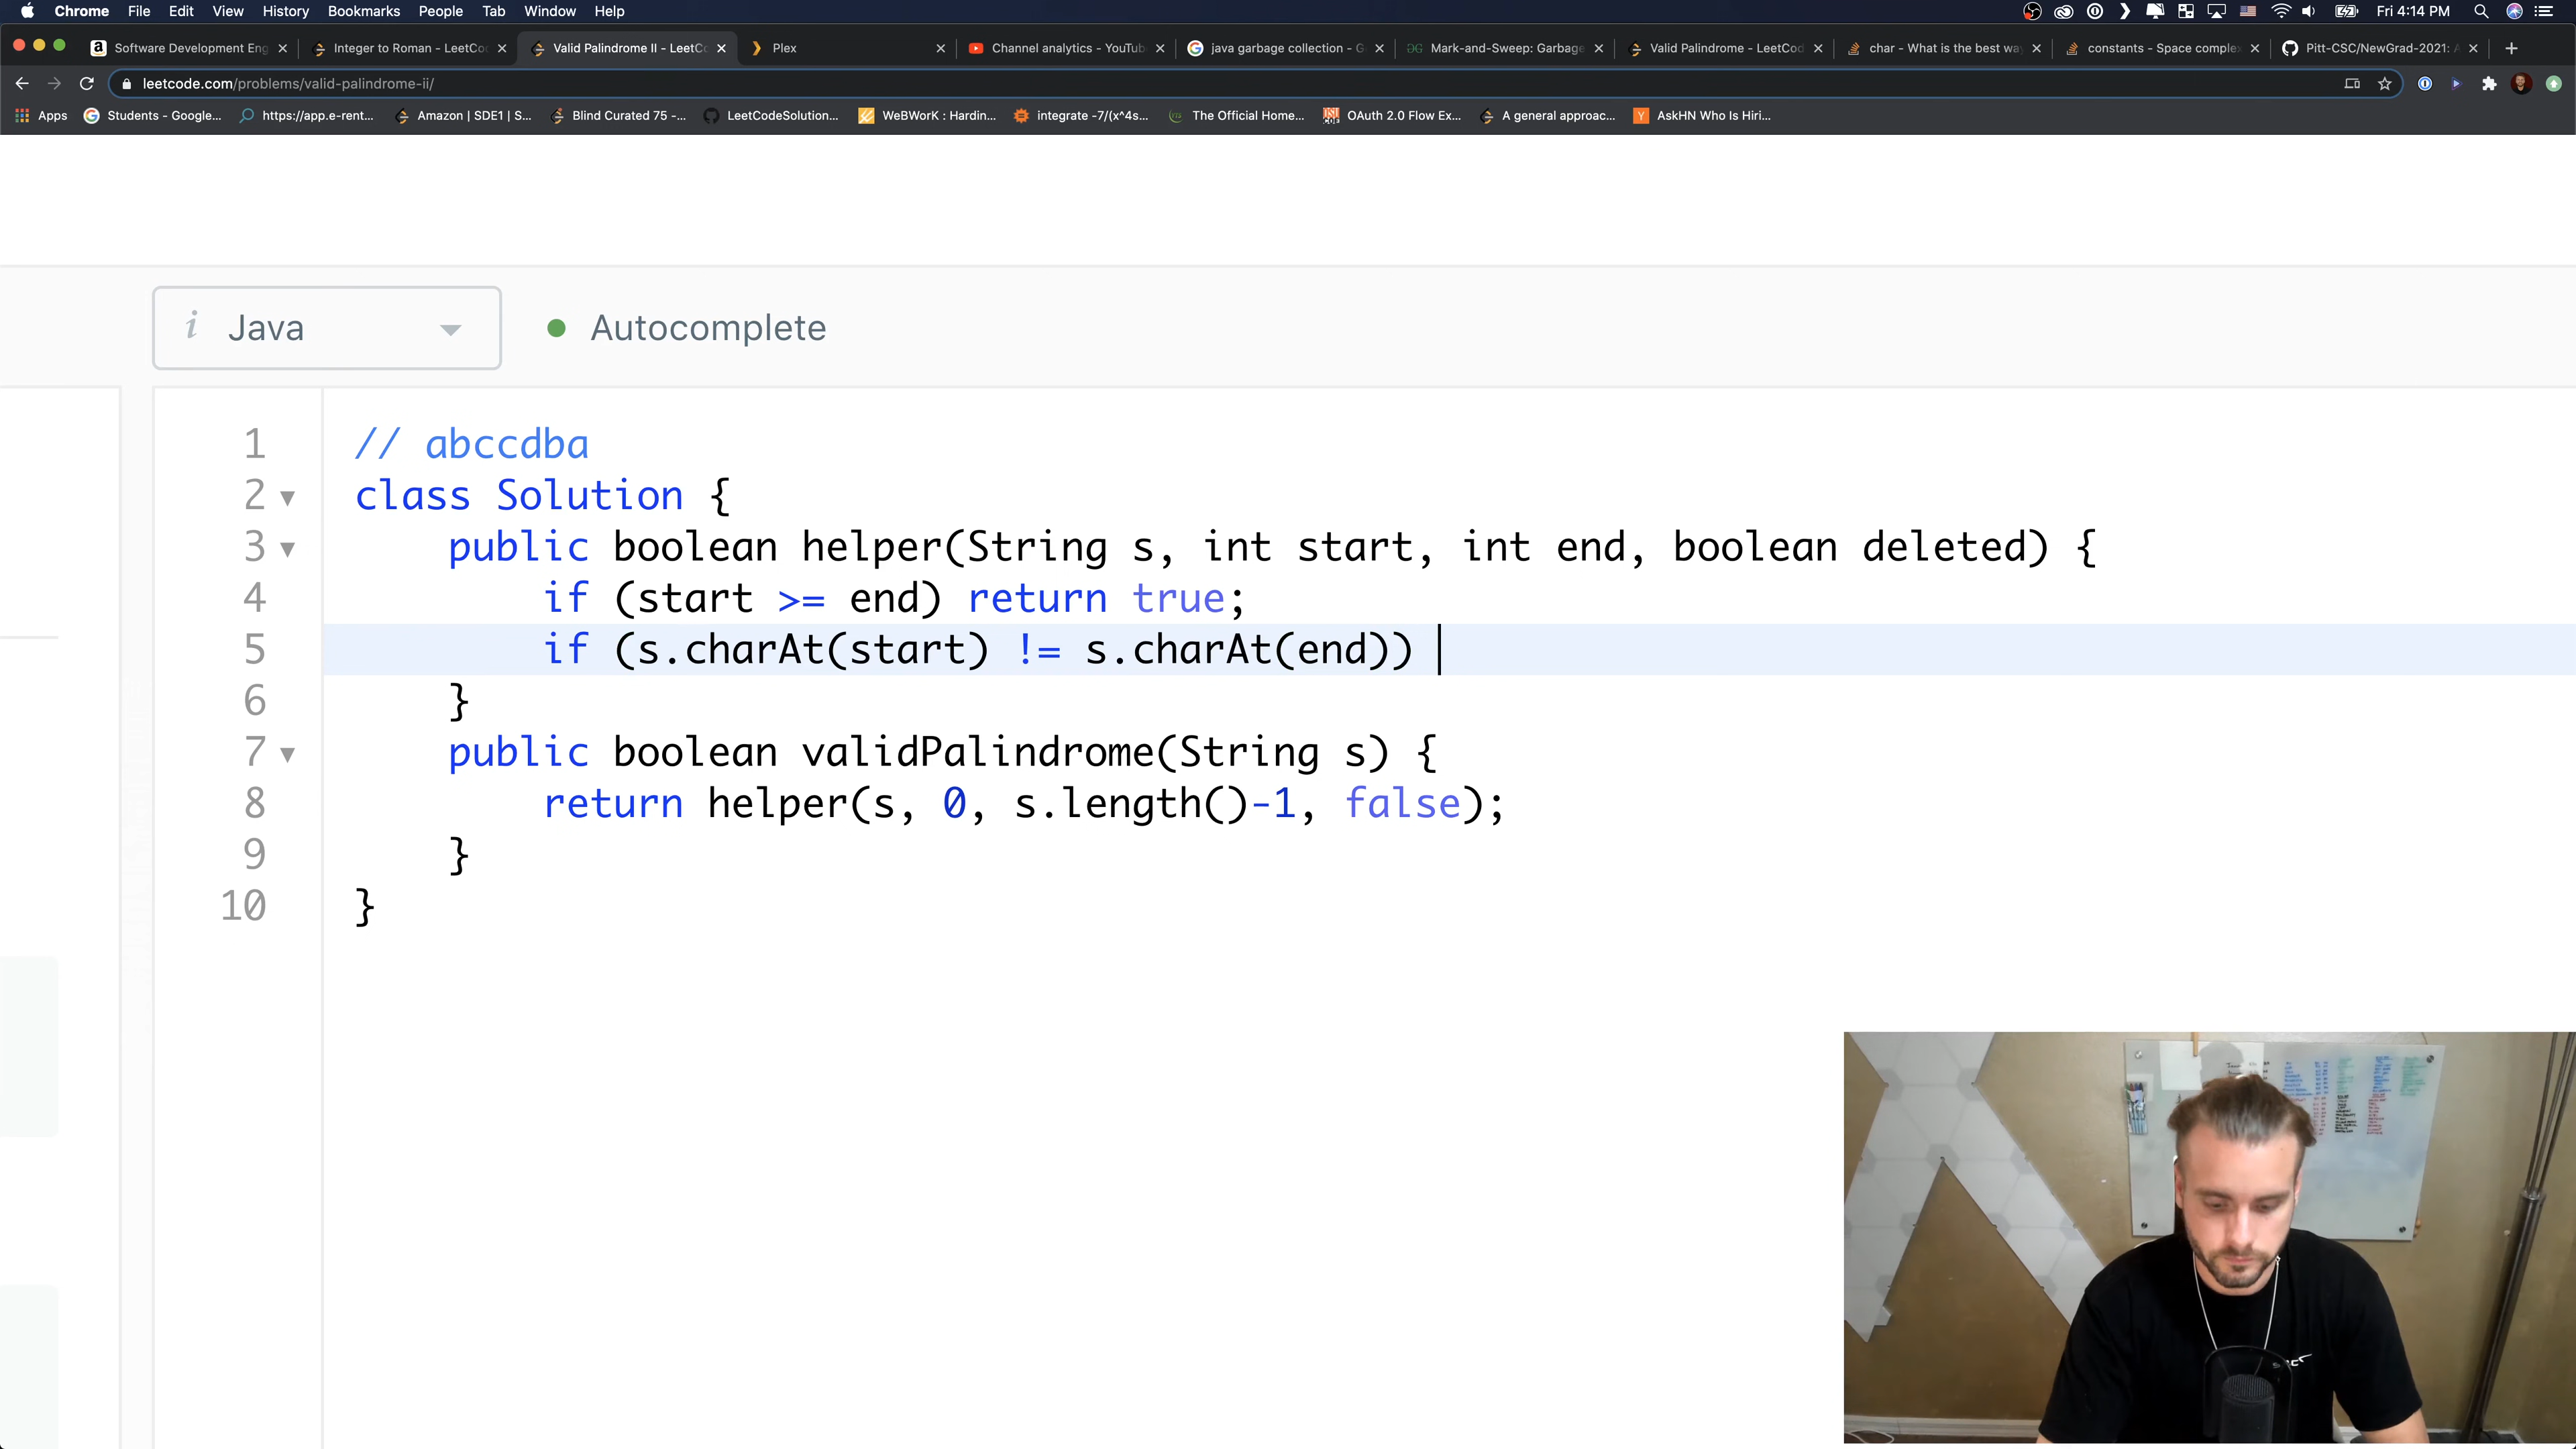 Chrome File Edit View History Bookmarks People Tab Window Help Fri 4:14 PM
Software Development Eng Integer to Roman - LeetCo Valid Palindrome II - LeetC Plex Channel analytics - YouTub java garbage collection - G Mark-and-Sweep: Garbage Valid Palindrome - LeetCod char - What is the best wa constants - Space comple Pitt-CSC/NewGrad-2021: A
leetcode.com/problems/valid-palindrome-ii/
Apps Students - Google... https://app.e-rent... Amazon | SDE1 | S... Blind Curated 75 -... LeetCodeSolution... WeBWorK : Hardin... integrate -7/(x^4s... The Official Home... OAuth 2.0 Flow Ex... A general approac... AskHN Who Is Hiri...
i Java Autocomplete
1 // abccdba
2 class Solution {
3 public boolean helper(String s, int start, int end, boolean deleted) {
4 if (start >= end) return true;
5 if (s.charAt(start) != s.charAt(end))
6 }
7 public boolean validPalindrome(String s) {
8 return helper(s, 0, s.length()-1, false);
9 }
10 }